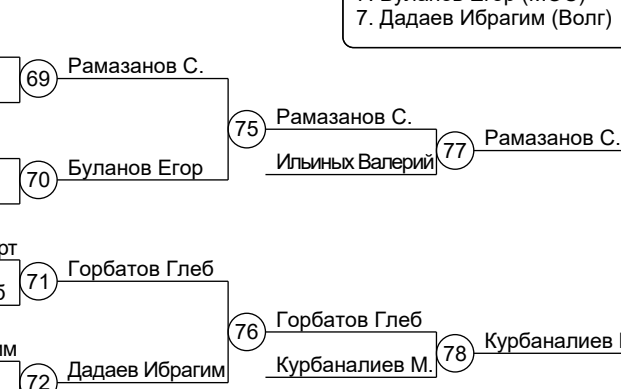 7. Дадаев Ибрагим (Волг)
69 Рамазанов С.
75 Рамазанов С.
Ильиных Валерий
77 Рамазанов С.
70 Буланов Егор
71 Горбатов Глеб
76 Горбатов Глеб
Курбаналиев М.
78 Курбаналиев
72 Дадаев Ибрагим